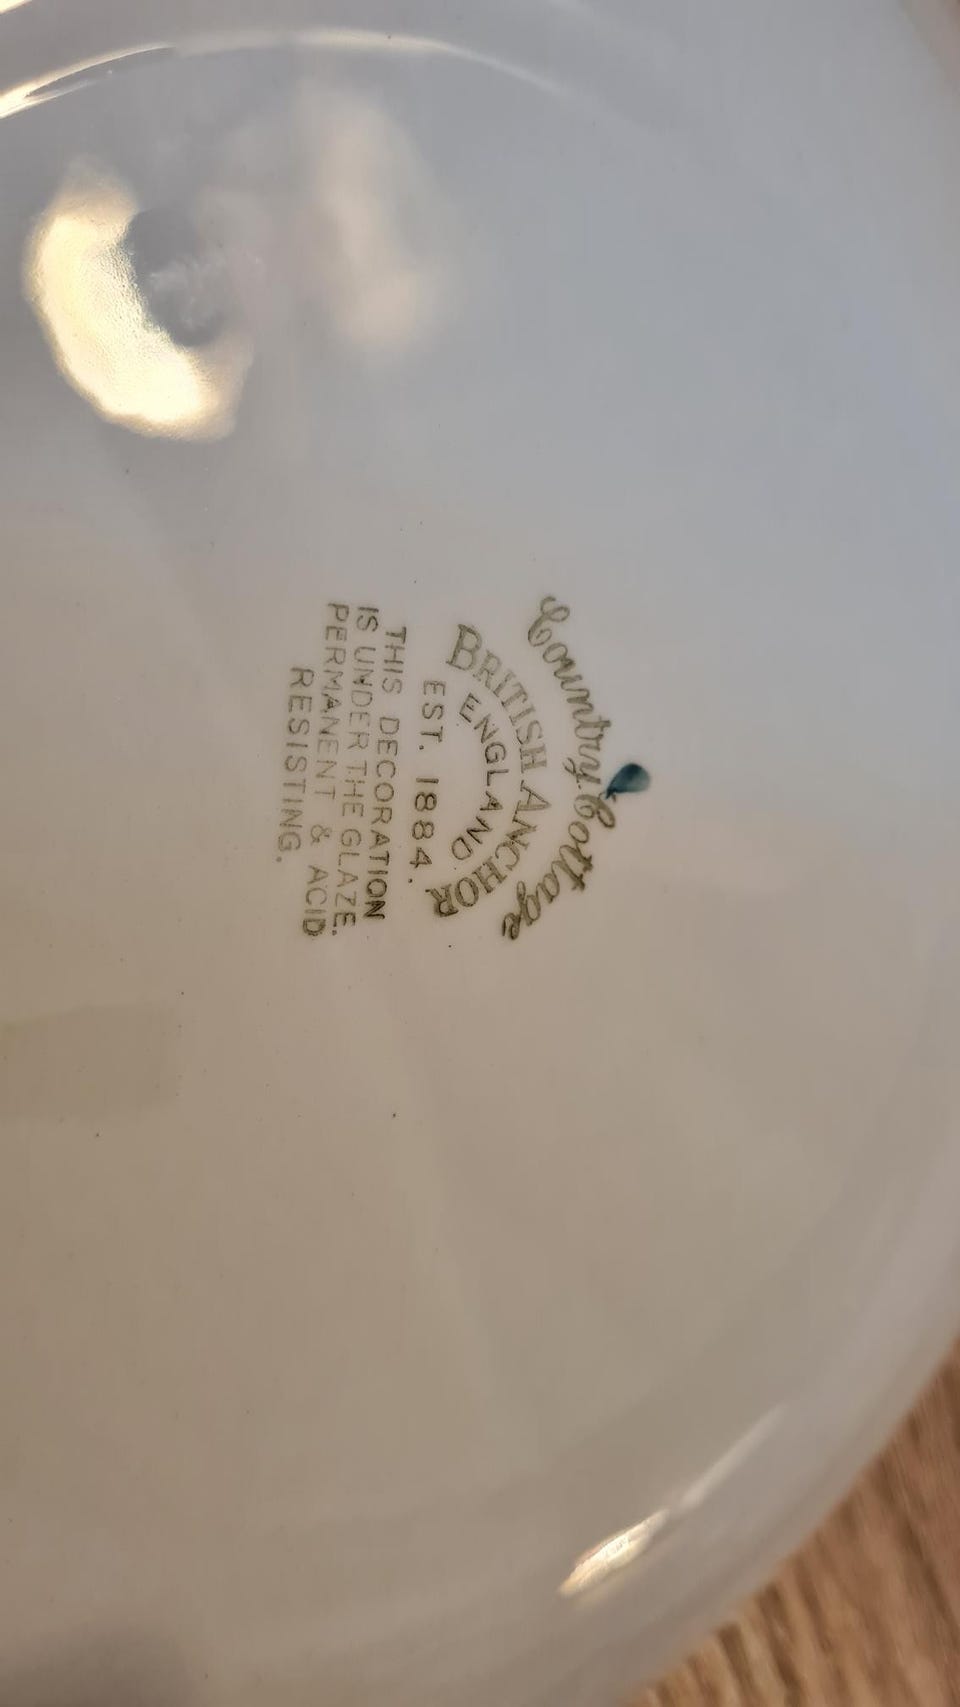 Country Cottage
BRITISH ANCHOR
ENGLAND
EST. 1884.
THIS DECORATION
IS UNDER THE GLAZE.
PERMANENT & ACID
RESISTING.